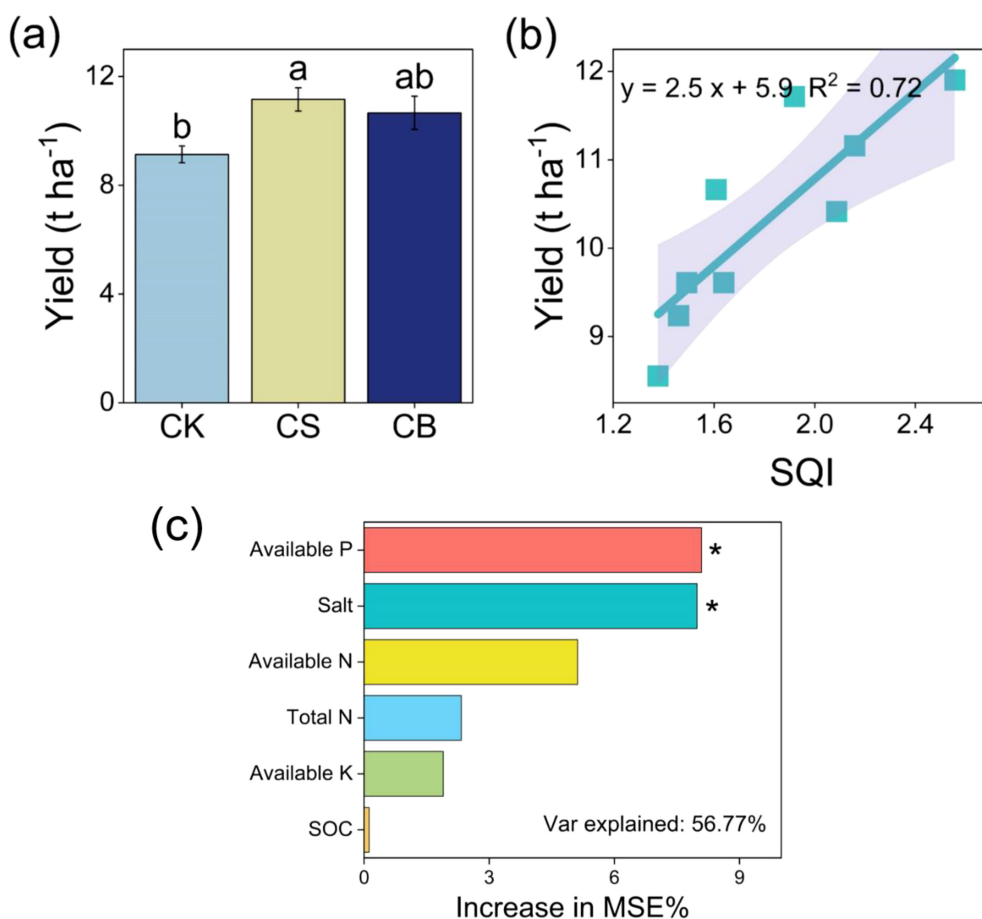 (a)
12
8
4
0
Yield (t ha⁻¹)
b
a
ab
CK CS CB
(b)
y = 2.5 x + 5.9 R² = 0.72
12
11
10
9
Yield (t ha⁻¹)
1.2 1.6 2.0 2.4
SQI
(c)
Available P
*
Salt
*
Available N
Total N
Available K
SOC
Var explained: 56.77%
0 3 6 9
Increase in MSE%